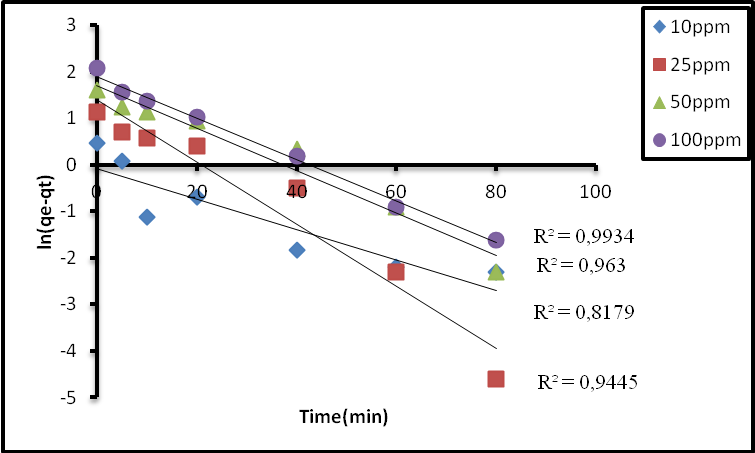 3
2
1
0
-1
-2
-3
-4
-5
0
20
40
60
80
100
ln(qe-qt)
Time(min)
10ppm
25ppm
50ppm
100ppm
R² = 0,9934
R² = 0,963
R² = 0,8179
R² = 0,9445